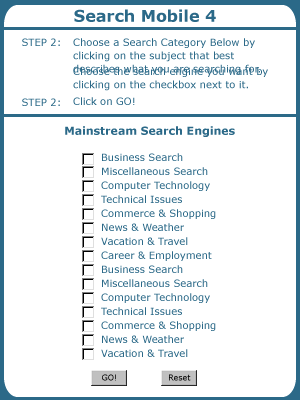 Search Mobile 4
STEP 2: Choose a Search Category Below by
clicking on the subject that best
describes what you are searching for.
Choose the search engine you want by
clicking on the checkbox next to it.
STEP 2: Click on GO!
Mainstream Search Engines
Business Search
Miscellaneous Search
Computer Technology
Technical Issues
Commerce & Shopping
News & Weather
Vacation & Travel
Career & Employment
Business Search
Miscellaneous Search
Computer Technology
Technical Issues
Commerce & Shopping
News & Weather
Vacation & Travel
GO! Reset